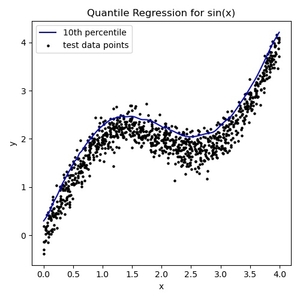 Quantile Regression for sin(x)
10th percentile
test data points
y
4
3
2
1
0
0.0 0.5 1.0 1.5 2.0 2.5 3.0 3.5 4.0
x